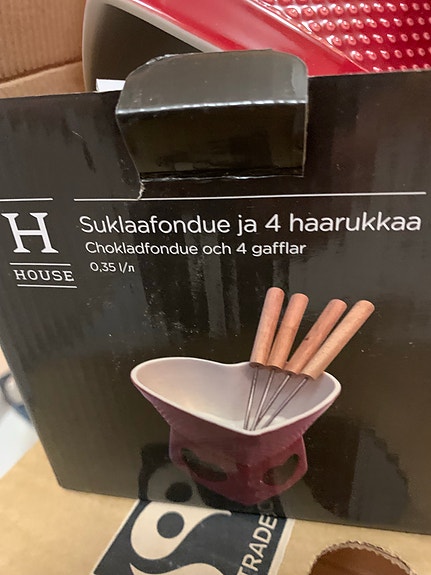 H
HOUSE
Suklaafondue ja 4 haarukkaa
Chokladfondue och 4 gafflar
0,35 l/л
TRADE